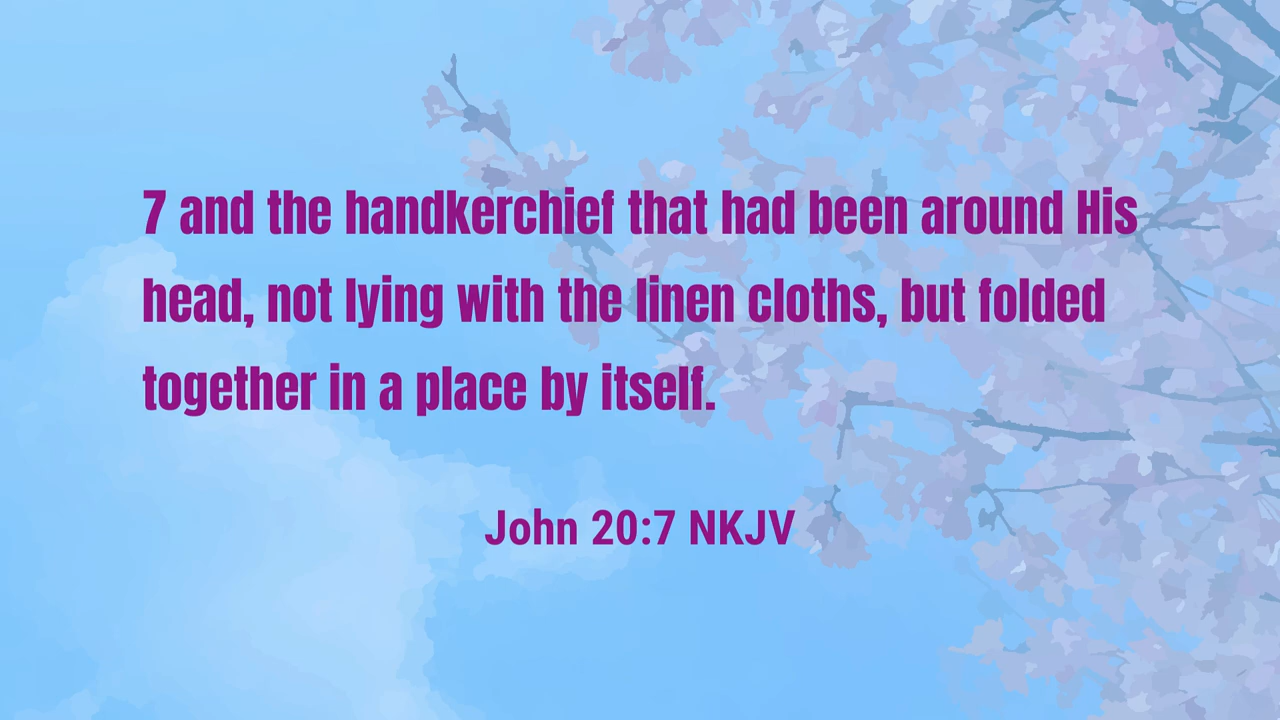 7 and the handkerchief that had been around His
head, not lying with the linen cloths, but folded
together in a place by itself.
John 20:7 NKJV